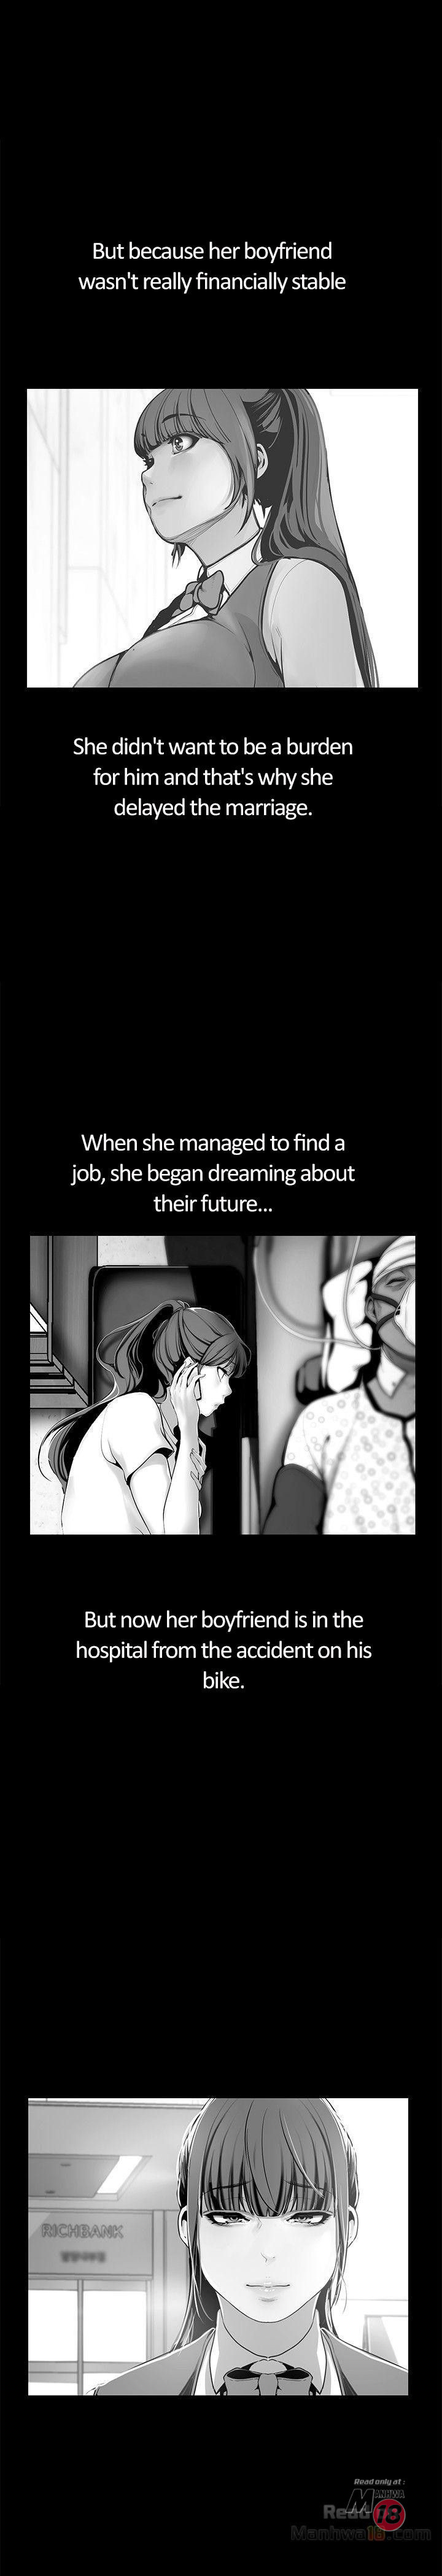 But because her boyfriend
wasn't really financially stable
She didn't want to be a burden
for him and that's why she
delayed the marriage.
When she managed to find a
job, she began dreaming about
their future...
But now her boyfriend is in the
hospital from the accident on his
bike.
RICHBANK
Read only at :
MANHWA
18
Manhwa18.com